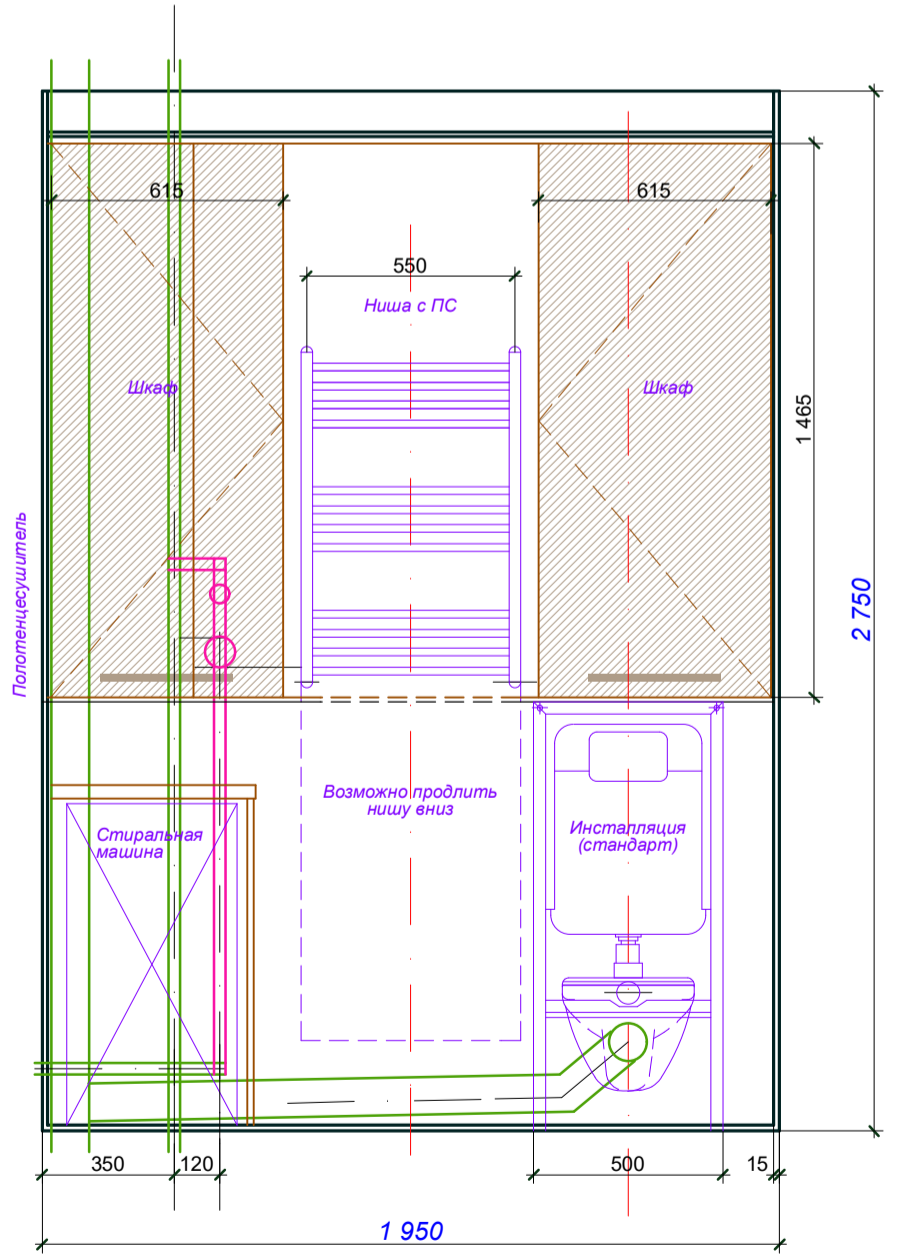 615
615
550
Ниша с ПС
Шкаф
Шкаф
1 465
Полотенцесушитель
2 750
Возможно продлить
нишу вниз
Стиральная
машина
Инсталляция
(стандарт)
350
120
500
15
1 950